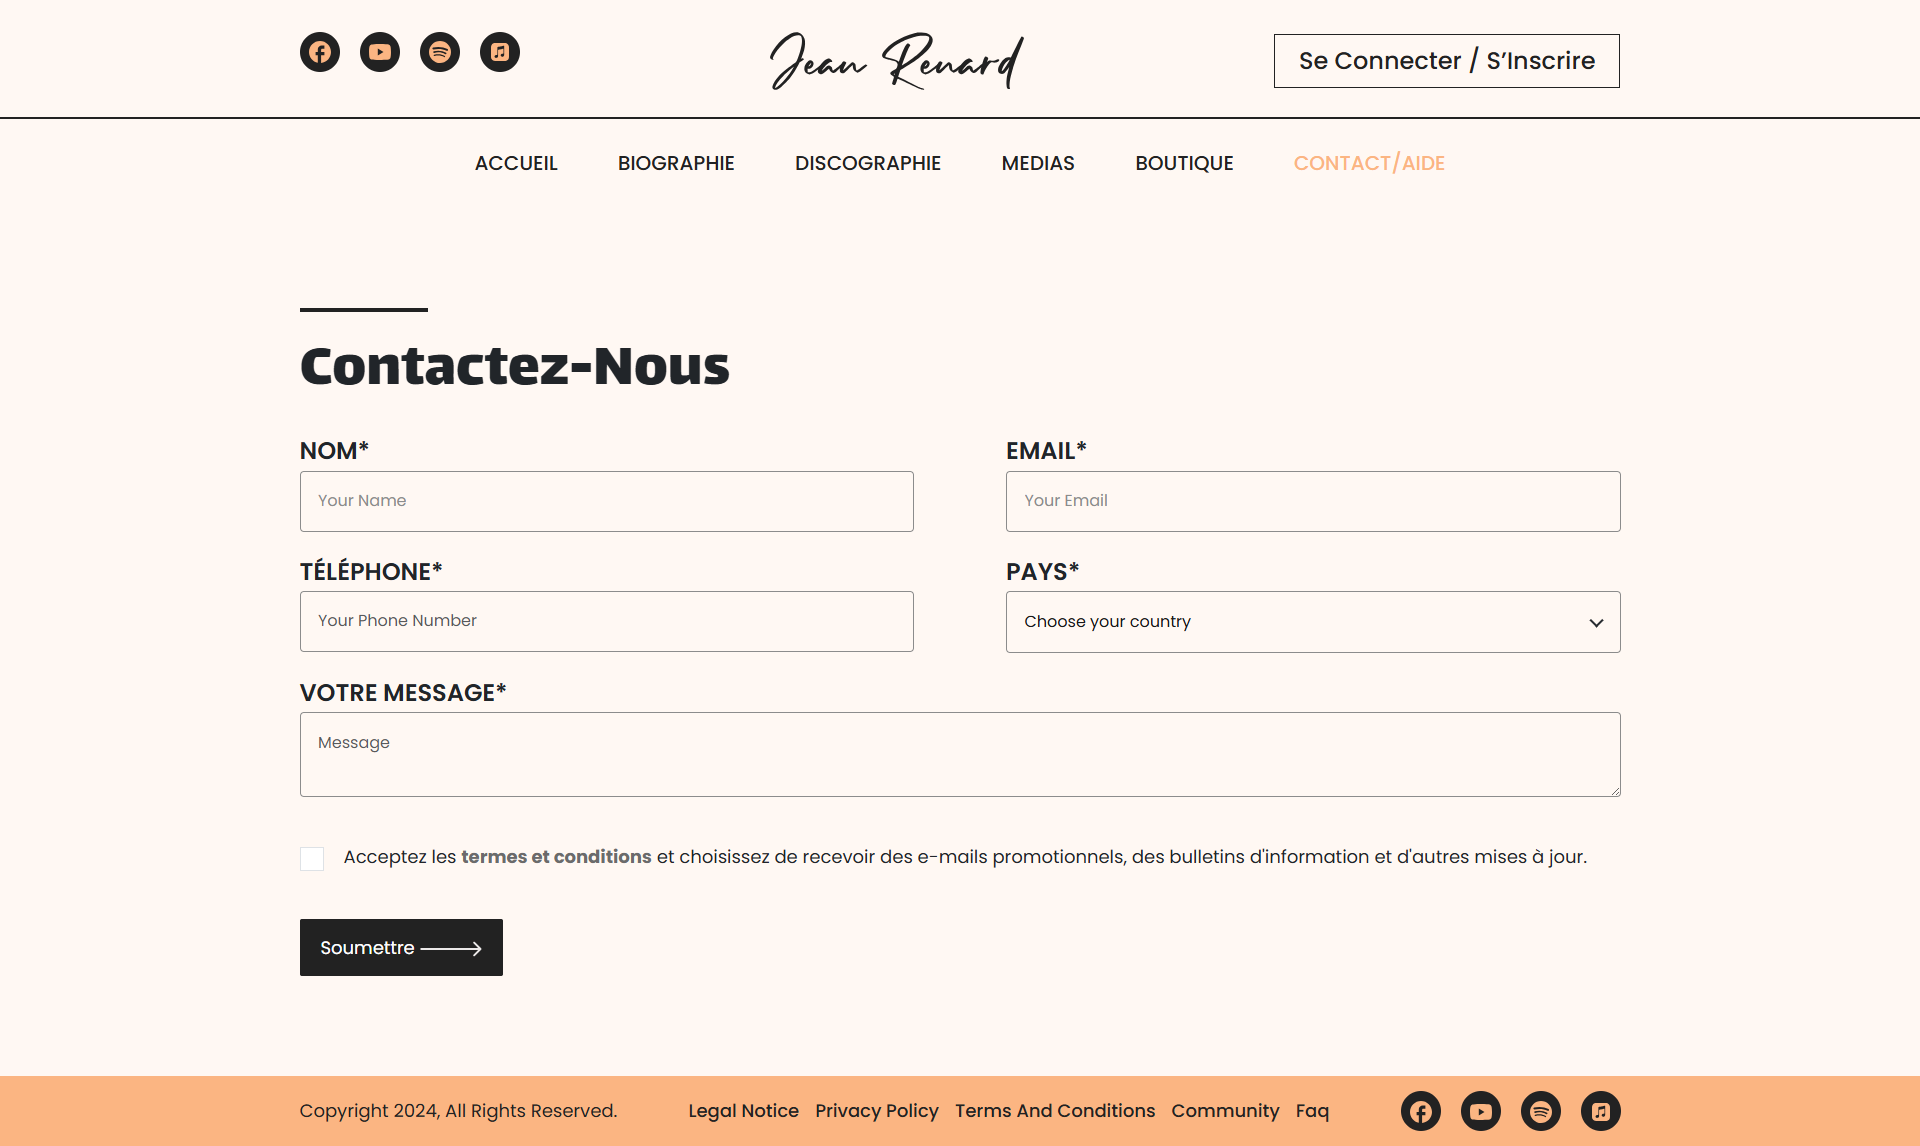 Jean Renard
Se Connecter / S’Inscrire
ACCUEIL BIOGRAPHIE DISCOGRAPHIE MEDIAS BOUTIQUE CONTACT/AIDE
Contactez-Nous
NOM* EMAIL*
Your Name Your Email
TÉLÉPHONE* PAYS*
Your Phone Number Choose your country
VOTRE MESSAGE*
Message
Acceptez les termes et conditions et choisissez de recevoir des e-mails promotionnels, des bulletins d'information et d'autres mises à jour.
Soumettre
Copyright 2024, All Rights Reserved. Legal Notice Privacy Policy Terms And Conditions Community Faq